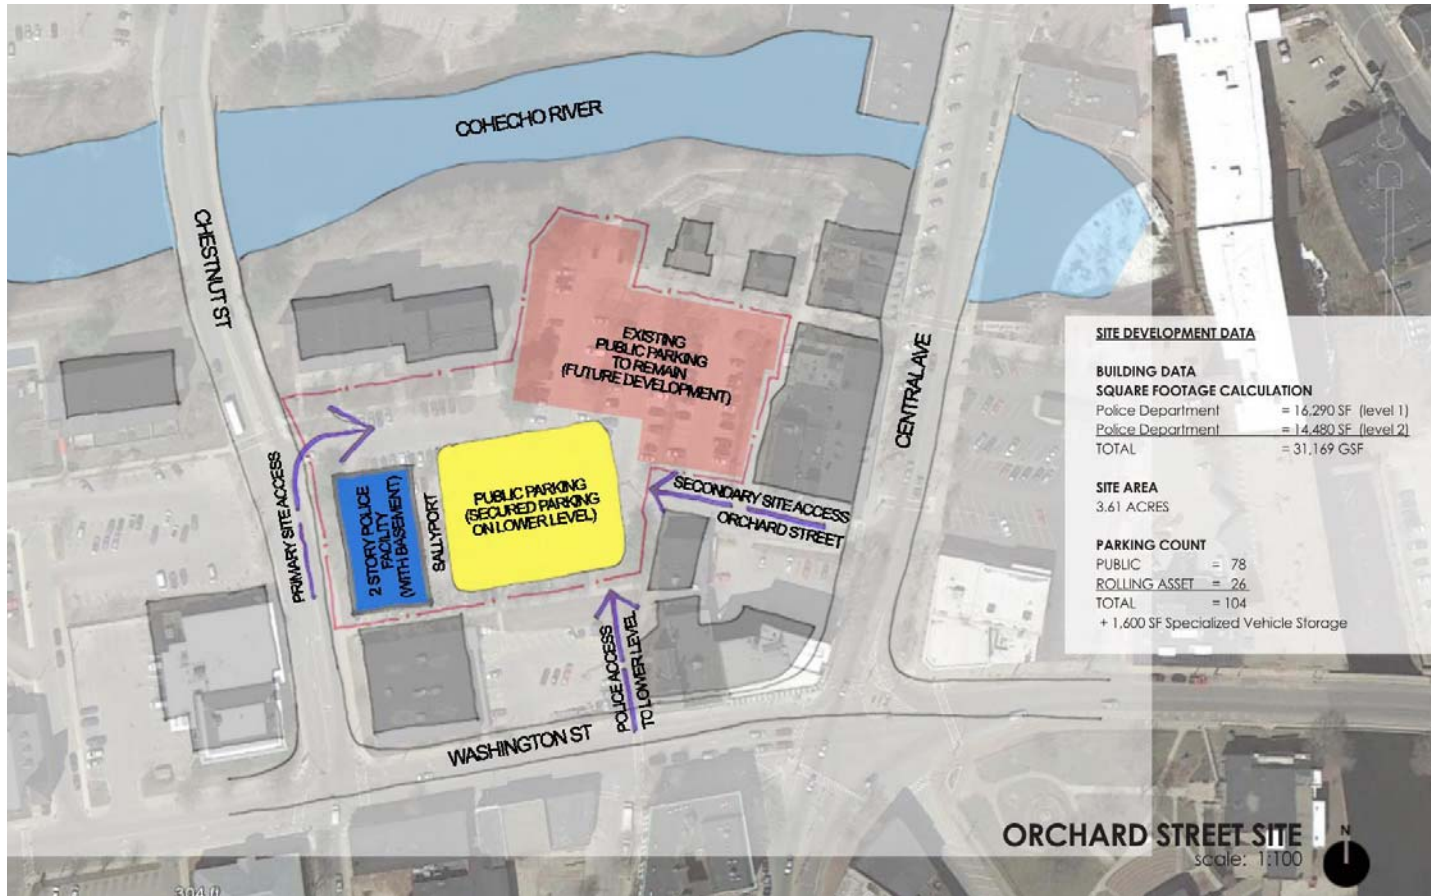 COHECHO RIVER
CHESTNUT ST
CENTRAL AVE
EXISTING
PUBLIC PARKING
TO REMAIN
(FUTURE DEVELOPMENT)
PRIMARY SITE ACCESS
2 STORY POLICE
FACILITY
(WITH BASEMENT)
SALLYPORT
PUBLIC PARKING
(SECURED PARKING
ON LOWER LEVEL)
SECONDARY SITE ACCESS
ORCHARD STREET
POLICE ACCESS
TO LOWER LEVEL
WASHINGTON ST
SITE DEVELOPMENT DATA
BUILDING DATA
SQUARE FOOTAGE CALCULATION
Police Department = 16,290 SF (level 1)
Police Department = 14,480 SF (level 2)
TOTAL = 31,169 GSF
SITE AREA
3.61 ACRES
PARKING COUNT
PUBLIC = 78
ROLLING ASSET = 26
TOTAL = 104
+ 1,600 SF Specialized Vehicle Storage
ORCHARD STREET SITE
scale: 1:100
N
304 ft